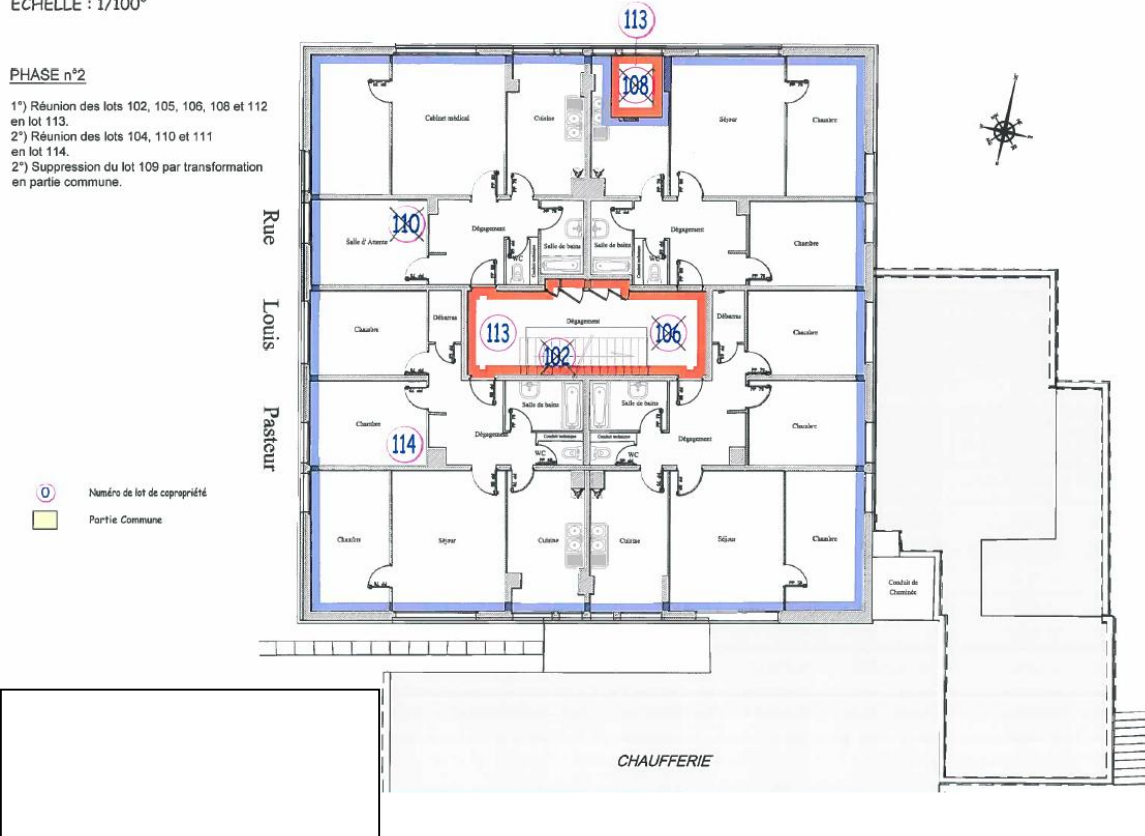 ECHELLE : 1/100°
PHASE n°2
1°) Réunion des lots 102, 105, 106, 108 et 112
en lot 113.
2°) Réunion des lots 104, 110 et 111
en lot 114.
2°) Suppression du lot 109 par transformation
en partie commune.
113
108
Cabinet médical
Cuisine
Séjour
Chambre
Rue
Louis
Pasteur
110
Salle d'Attente
Dégagement
Salle de bains
Salle de bains
Dégagement
Chambre
WC
WC
Chambre
Débarras
113
Dégagement
102
106
Débarras
Chambre
Chambre
114
Dégagement
Salle de bains
Salle de bains
Dégagement
Chambre
WC
WC
Chambre
Séjour
Cuisine
Cuisine
Séjour
Chambre
0 Numéro de lot de copropriété
Partie Commune
Conduit de
Cheminée
CHAUFFERIE